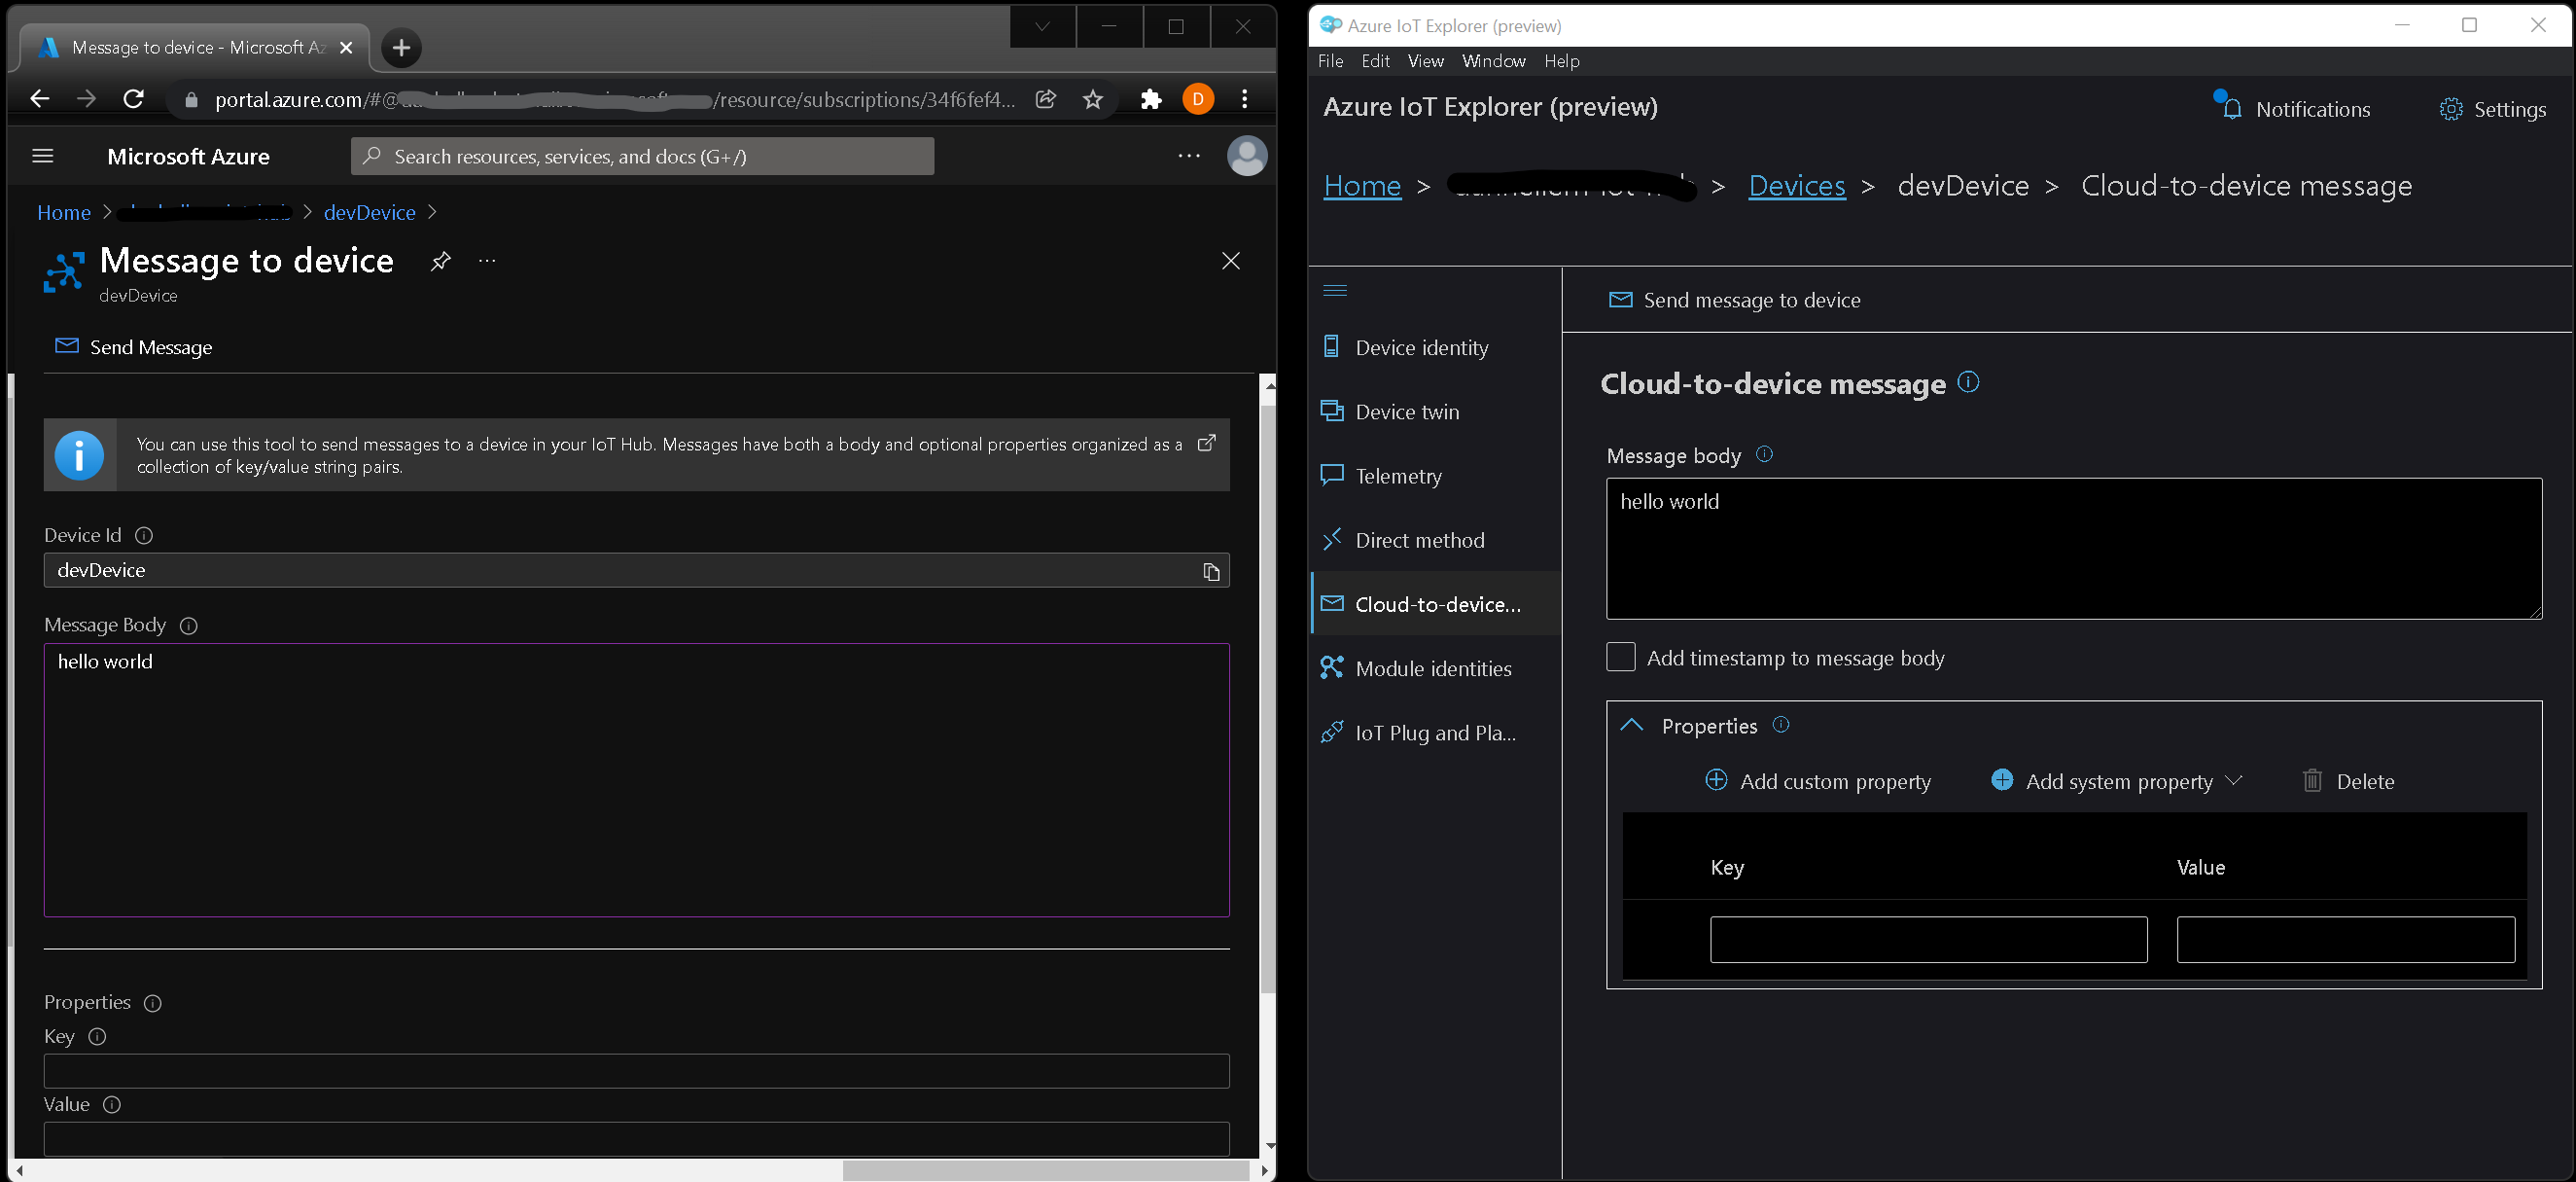 Message to device - Microsoft Az
portal.azure.com/#@
/resource/subscriptions/34f6fef4...
D
Microsoft Azure
Search resources, services, and docs (G+/)
Home > > devDevice >
Message to device
devDevice
Send Message
You can use this tool to send messages to a device in your IoT Hub. Messages have both a body and optional properties organized as a
collection of key/value string pairs.
Device Id
devDevice
Message Body
hello world
Properties
Key
Value
Azure IoT Explorer (preview)
File Edit View Window Help
Azure IoT Explorer (preview)
Notifications
Settings
Home > > Devices > devDevice > Cloud-to-device message
Device identity
Device twin
Telemetry
Direct method
Cloud-to-device...
Module identities
IoT Plug and Pla...
Send message to device
Cloud-to-device message
Message body
hello world
Add timestamp to message body
Properties
Add custom property
Add system property
Delete
Key
Value